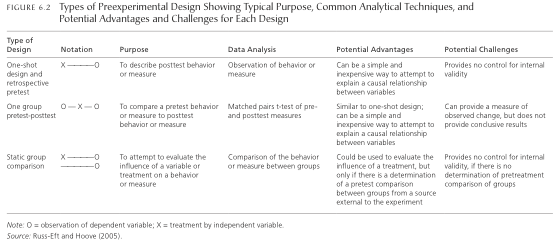 FIGURE 6.2 Types of Preexperimental Design Showing Typical Purpose, Common Analytical Techniques, and
Potential Advantages and Challenges for Each Design
Type of
Design Notation Purpose Data Analysis Potential Advantages Potential Challenges
One-shot X ————O To describe posttest behavior Observation of behavior or Can be a simple and Provides no control for internal
design and or measure measure inexpensive way to attempt to validity
retrospective explain a causal relationship
pretest between variables
One group O — X — O To compare a pretest behavior Matched pairs t-test of pre- Similar to one-shot design; Can provide a measure of
pretest-posttest or measure to posttest and posttest measures can be a simple and observed change, but does not
behavior or measure inexpensive way to attempt to provide conclusive results
explain a causal relationship
between variables
Static group X ————O To attempt to evaluate the Comparison of the behavior Could be used to evaluate the Provides no control for internal
comparison ————O influence of a variable or or measure between groups influence of a treatment, but validity, if there is no
treatment on a behavior only if there is a determination determination of pretreatment
or measure of a pretest comparison comparison of groups
between groups from a source
external to the experiment
Note: O = observation of dependent variable; X = treatment by independent variable.
Source: Russ-Eft and Hoove (2005).